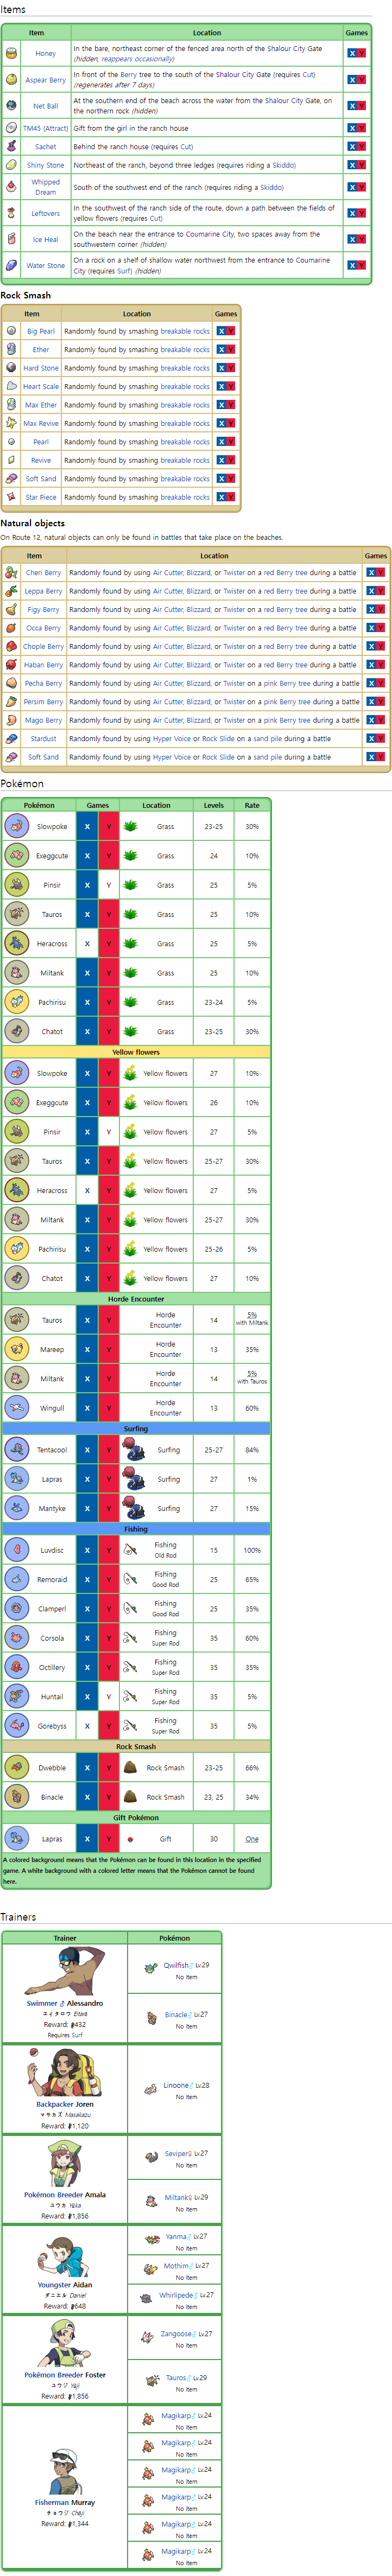 Items
Item Location Games
Honey In the bare, northeast corner of the fenced area north of the Shalour City Gate X Y
(hidden, reappears occasionally)
Aspear Berry In front of the Berry tree to the south of the Shalour City Gate (requires Cut) X Y
(regenerates after 7 days)
Net Ball At the southern end of the beach across the water from the Shalour City Gate, on X Y
the northern rock (hidden)
TM45 (Attract) Gift from the girl in the ranch house X Y
Sachet Behind the ranch house (requires Cut) X Y
Shiny Stone Northeast of the ranch, beyond three ledges (requires riding a Skiddo) X Y
Whipped Dream South of the southwest end of the ranch (requires riding a Skiddo) X Y
Leftovers In the southwest of the ranch side of the route, down a path between the fields of X Y
yellow flowers (requires Cut)
Ice Heal On the beach near the entrance to Coumarine City, two spaces away from the X Y
southwestern corner (hidden)
Water Stone On a rock on a shelf of shallow water northwest from the entrance to Coumarine X Y
City (requires Surf) (hidden)
Rock Smash
Item Location Games
Big Pearl Randomly found by smashing breakable rocks X Y
Ether Randomly found by smashing breakable rocks X Y
Hard Stone Randomly found by smashing breakable rocks X Y
Heart Scale Randomly found by smashing breakable rocks X Y
Max Ether Randomly found by smashing breakable rocks X Y
Max Revive Randomly found by smashing breakable rocks X Y
Pearl Randomly found by smashing breakable rocks X Y
Revive Randomly found by smashing breakable rocks X Y
Soft Sand Randomly found by smashing breakable rocks X Y
Star Piece Randomly found by smashing breakable rocks X Y
Natural objects
On Route 12, natural objects can only be found in battles that take place on the beaches.
Item Location Games
Cheri Berry Randomly found by using Air Cutter, Blizzard, or Twister on a red Berry tree during a battle X Y
Leppa Berry Randomly found by using Air Cutter, Blizzard, or Twister on a red Berry tree during a battle X Y
Figy Berry Randomly found by using Air Cutter, Blizzard, or Twister on a red Berry tree during a battle X Y
Occa Berry Randomly found by using Air Cutter, Blizzard, or Twister on a red Berry tree during a battle X Y
Chople Berry Randomly found by using Air Cutter, Blizzard, or Twister on a red Berry tree during a battle X Y
Haban Berry Randomly found by using Air Cutter, Blizzard, or Twister on a red Berry tree during a battle X Y
Pecha Berry Randomly found by using Air Cutter, Blizzard, or Twister on a pink Berry tree during a battle X Y
Persim Berry Randomly found by using Air Cutter, Blizzard, or Twister on a pink Berry tree during a battle X Y
Mago Berry Randomly found by using Air Cutter, Blizzard, or Twister on a pink Berry tree during a battle X Y
Stardust Randomly found by using Hyper Voice or Rock Slide on a sand pile during a battle X Y
Soft Sand Randomly found by using Hyper Voice or Rock Slide on a sand pile during a battle X Y
Pokémon
Pokémon Games Location Levels Rate
Slowpoke X Y Grass 23-25 30%
Exeggcute X Y Grass 24 10%
Pinsir X Y Grass 25 5%
Tauros X Y Grass 25 10%
Heracross X Y Grass 25 5%
Miltank X Y Grass 25 10%
Pachirisu X Y Grass 23-24 5%
Chatot X Y Grass 23-25 30%
Yellow flowers
Slowpoke X Y Yellow flowers 27 10%
Exeggcute X Y Yellow flowers 26 10%
Pinsir X Y Yellow flowers 27 5%
Tauros X Y Yellow flowers 25-27 30%
Heracross X Y Yellow flowers 27 5%
Miltank X Y Yellow flowers 25-27 30%
Pachirisu X Y Yellow flowers 25-26 5%
Chatot X Y Yellow flowers 27 10%
Horde Encounter
Tauros X Y Horde Encounter 14 5% with Miltank
Mareep X Y Horde Encounter 13 35%
Miltank X Y Horde Encounter 14 5% with Tauros
Wingull X Y Horde Encounter 13 60%
Surfing
Tentacool X Y Surfing 25-27 84%
Lapras X Y Surfing 27 1%
Mantyke X Y Surfing 27 15%
Fishing
Luvdisc X Y Fishing Old Rod 15 100%
Remoraid X Y Fishing Good Rod 25 65%
Clamperl X Y Fishing Good Rod 25 35%
Corsola X Y Fishing Super Rod 35 60%
Octillery X Y Fishing Super Rod 35 35%
Huntail X Y Fishing Super Rod 35 5%
Gorebyss X Y Fishing Super Rod 35 5%
Rock Smash
Dwebble X Y Rock Smash 23-25 66%
Binacle X Y Rock Smash 23, 25 34%
Gift Pokémon
Lapras X Y Gift 30 One
A colored background means that the Pokémon can be found in this location in the specified
game. A white background with a colored letter means that the Pokémon cannot be found
here.
Trainers
Trainer Pokémon
Swimmer ♂ Alessandro
エイタロウ Eitarō
Reward: 432
Requires Surf
Qwilfish♂ Lv.29
No Item
Binacle♂ Lv.27
No Item
Backpacker Joren
マサカズ Masakazu
Reward: 1,120
Linoone♂ Lv.28
No Item
Pokémon Breeder Amala
ユウカ Yūka
Reward: 1,856
Seviper♀ Lv.27
No Item
Miltank♀ Lv.29
No Item
Youngster Aidan
ダニエル Daniel
Reward: 648
Yanma♂ Lv.27
No Item
Mothim♂ Lv.27
No Item
Whirlipede♂ Lv.27
No Item
Pokémon Breeder Foster
ユウジ Yūji
Reward: 1,856
Zangoose♂ Lv.27
No Item
Tauros♂ Lv.29
No Item
Fisherman Murray
チョウジ Chōji
Reward: 1,344
Magikarp♂ Lv.24
No Item
Magikarp♂ Lv.24
No Item
Magikarp♂ Lv.24
No Item
Magikarp♂ Lv.24
No Item
Magikarp♂ Lv.24
No Item
Magikarp♂ Lv.24
No Item